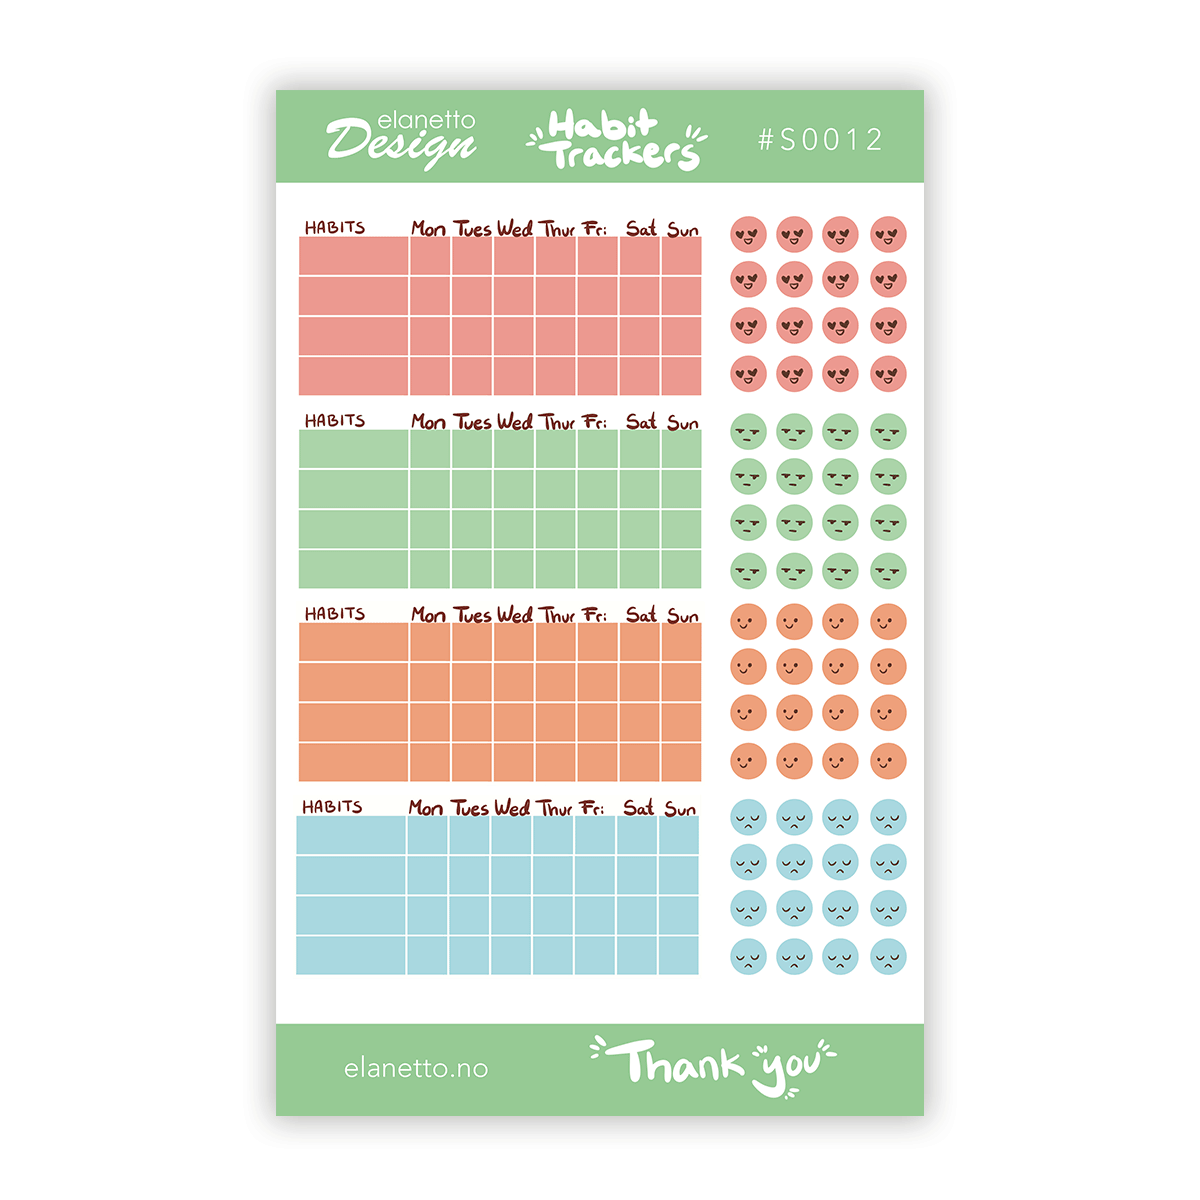 elanetto
Design
Habit
Trackers
#S0012
HABITS Mon Tues Wed Thur Fri Sat Sun
HABITS Mon Tues Wed Thur Fri Sat Sun
HABITS Mon Tues Wed Thur Fri Sat Sun
HABITS Mon Tues Wed Thur Fri Sat Sun
elanetto.no
Thank you